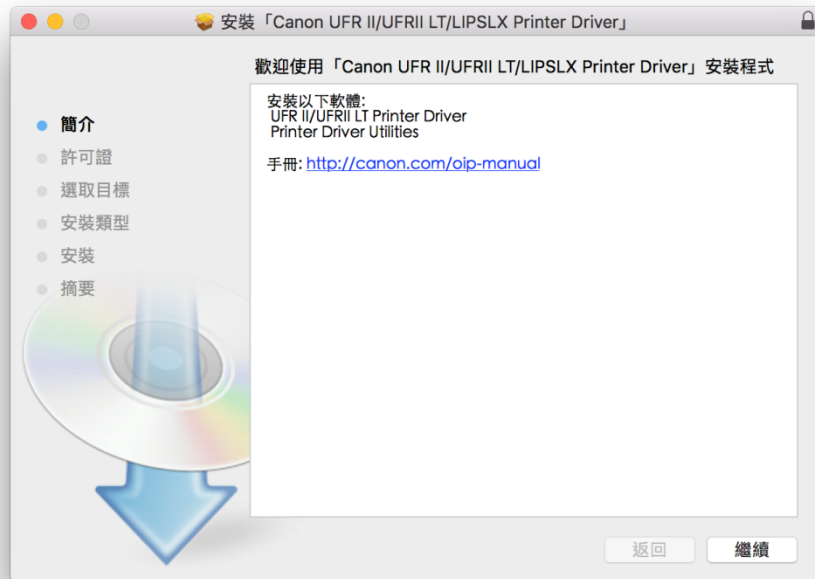 安裝「Canon UFR II/UFRII LT/LIPSLX Printer Driver」
歡迎使用「Canon UFR II/UFRII LT/LIPSLX Printer Driver」安裝程式
簡介
許可證
選取目標
安裝類型
安裝
摘要
安裝以下軟體:
UFR II/UFRII LT Printer Driver
Printer Driver Utilities
手冊: http://canon.com/oip-manual
返回
繼續